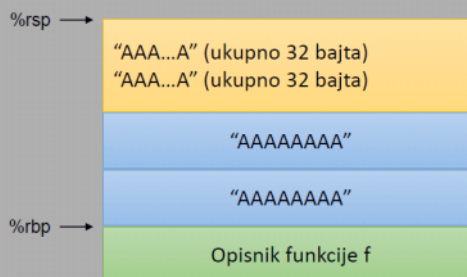 %rsp
“AAA...A” (ukupno 32 bajta)
“AAA...A” (ukupno 32 bajta)
“AAAAAAAA”
“AAAAAAAA”
%rbp
Opisnik funkcije f